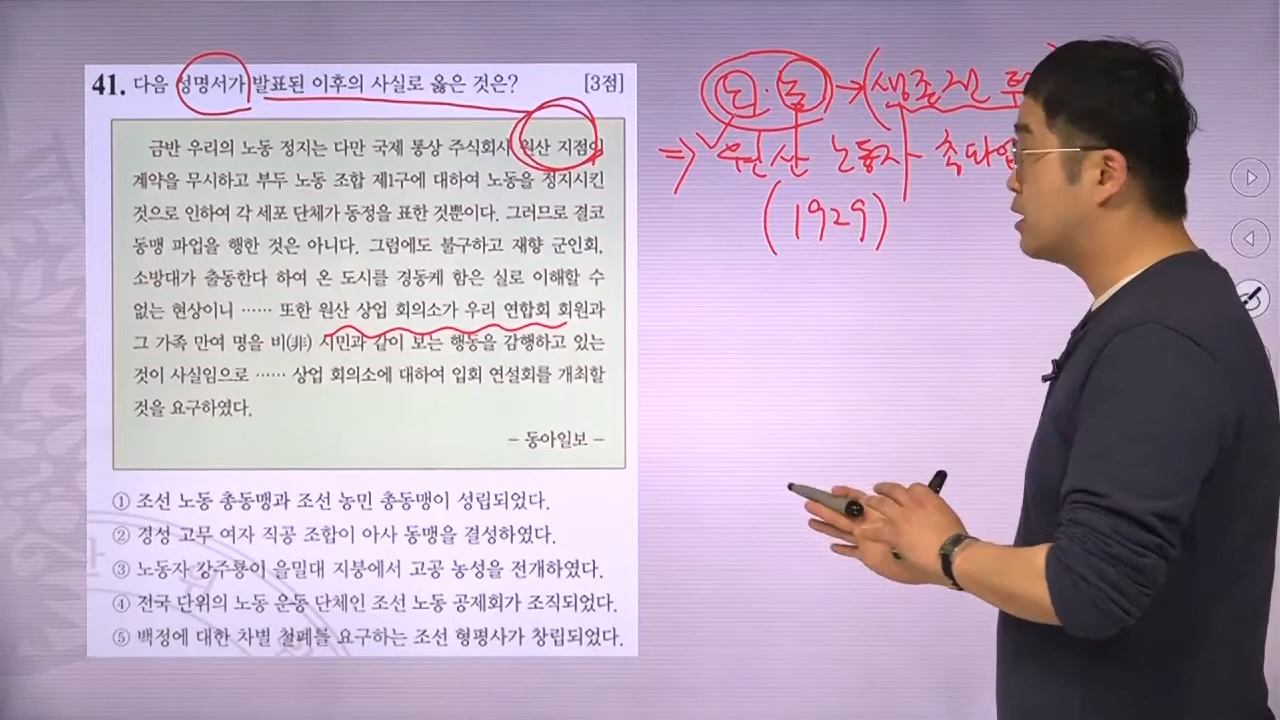 41. 다음 성명서가 발표된 이후의 사실로 옳은 것은? [3점]
금반 우리의 노동 정지는 다만 국제 통상 주식회사 원산 지점이
계약을 무시하고 부두 노동 조합 제1구에 대하여 노동을 정지시킨
것으로 인하여 각 세포 단체가 동정을 표한 것뿐이다. 그러므로 결코
동맹 파업을 행한 것은 아니다. 그럼에도 불구하고 재향 군인회,
소방대가 출동한다 하여 온 도시를 경동케 함은 실로 이해할 수
없는 현상이니 …… 또한 원산 상업 회의소가 우리 연합회 회원과
그 가족 만여 명을 비(非) 시민과 같이 보는 행동을 감행하고 있는
것이 사실임으로 …… 상업 회의소에 대하여 입회 연설회를 개최할
것을 요구하였다.
- 동아일보 -
① 조선 노동 총동맹과 조선 농민 총동맹이 성립되었다.
② 경성 고무 여자 직공 조합이 아사 동맹을 결성하였다.
③ 노동자 강주룡이 을밀대 지붕에서 고공 농성을 전개하였다.
④ 전국 단위의 노동 운동 단체인 조선 노동 공제회가 조직되었다.
⑤ 백정에 대한 차별 철폐를 요구하는 조선 형평사가 창립되었다.
→ (생존권
⇒ 원산 노동자
(1929)